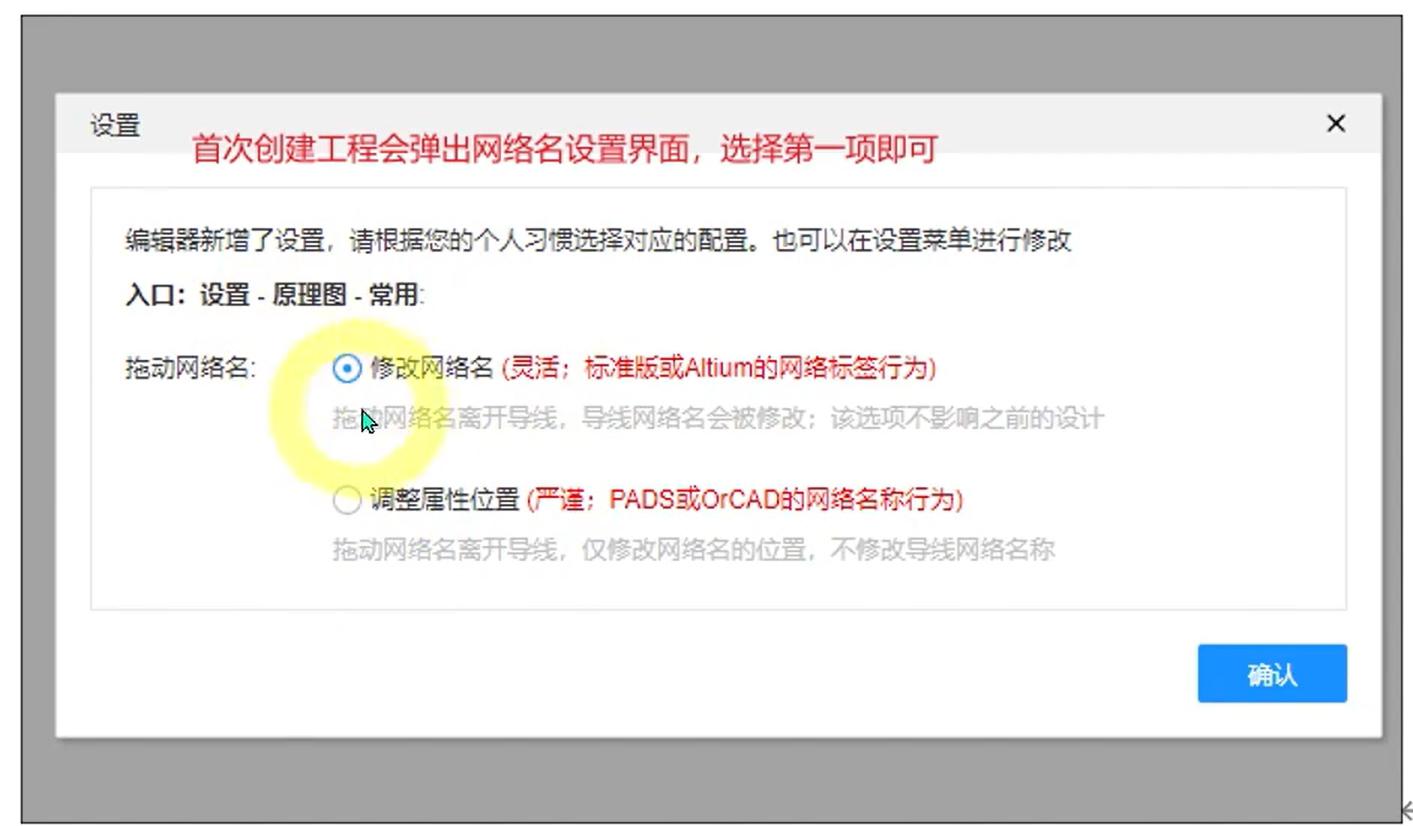 设置
首次创建工程会弹出网络名设置界面，选择第一项即可
编辑器新增了设置，请根据您的个人习惯选择对应的配置。也可以在设置菜单进行修改
入口：设置 - 原理图 - 常用:
拖动网络名: 修改网络名 (灵活；标准版或Altium的网络标签行为)
拖动网络名离开导线，导线网络名会被修改；该选项不影响之前的设计
调整属性位置 (严谨；PADS或OrCAD的网络名称行为)
拖动网络名离开导线，仅修改网络名的位置，不修改导线网络名称
确认